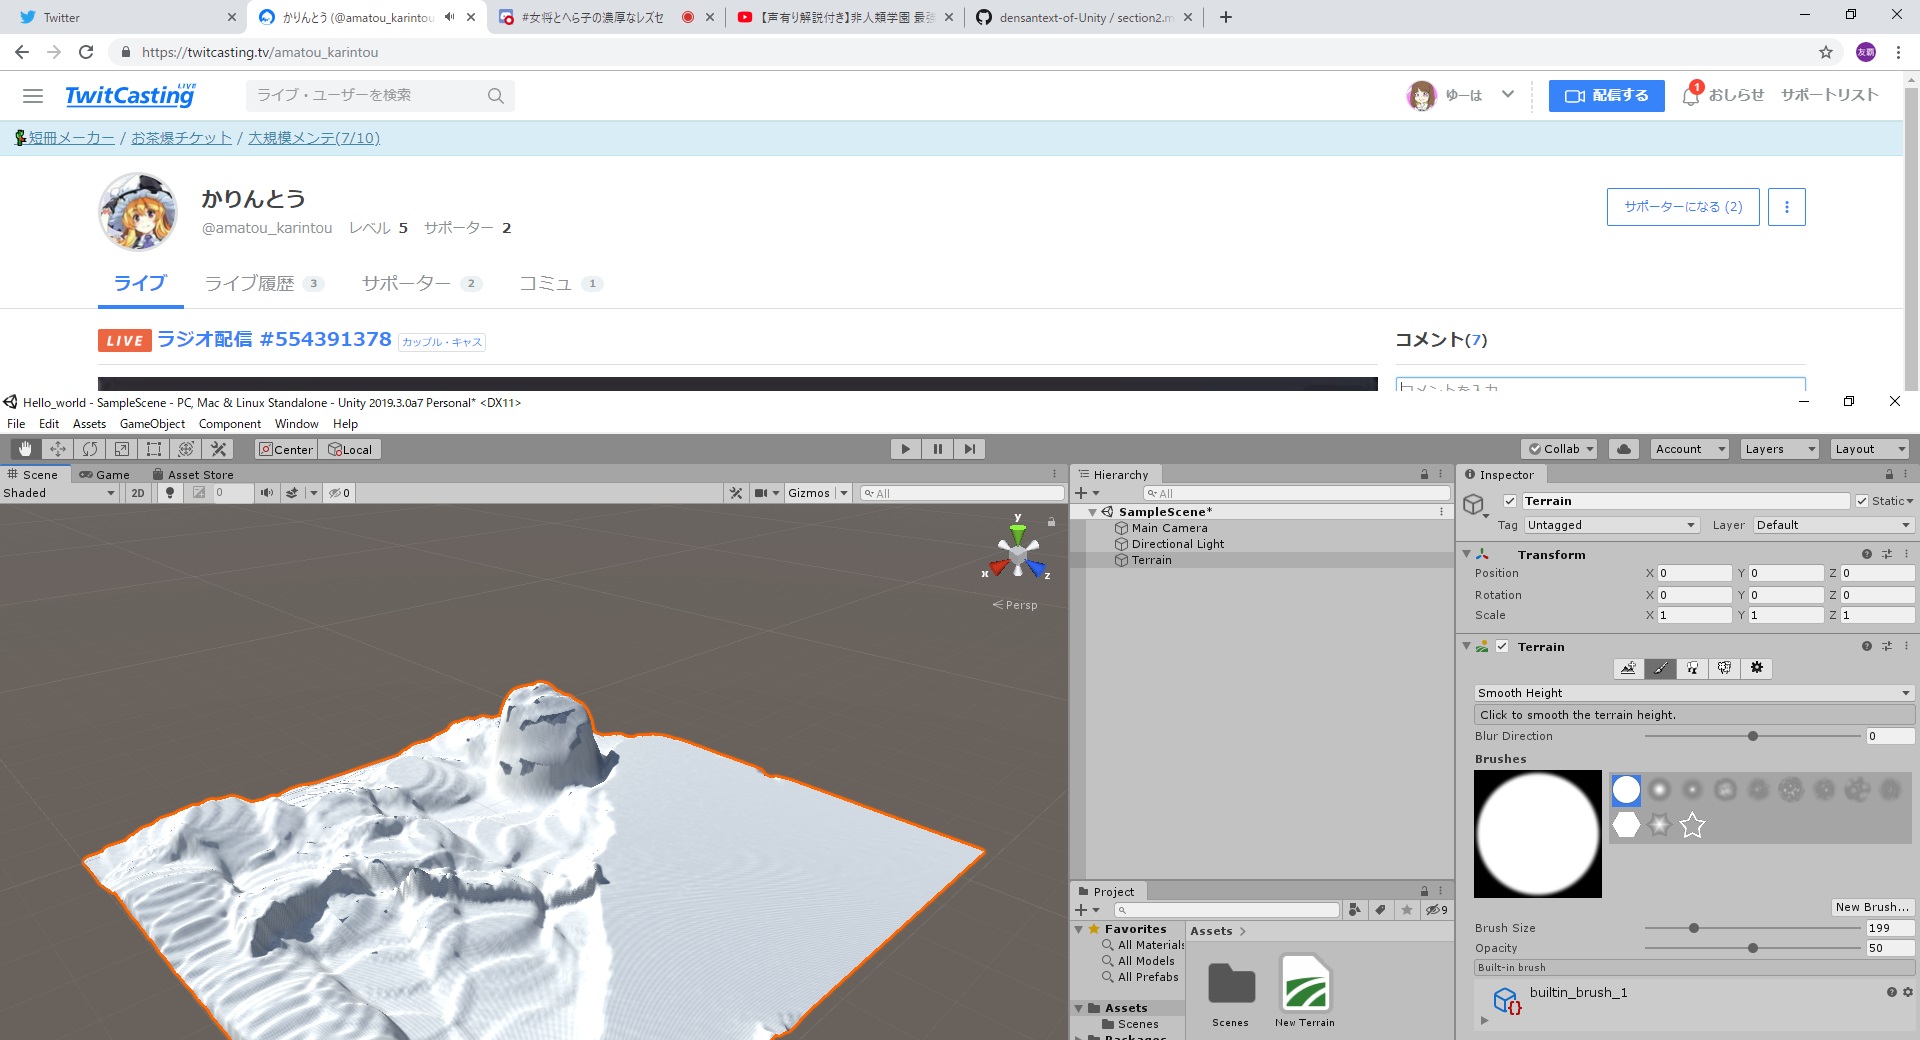 Twitter
かりんとう (@amatou_karintou
#女将とへら子の濃厚なレズセ
【声有り解説付き】非人類学園 最強
densantext-of-Unity / section2.m
https://twitcasting.tv/amatou_karintou
友覇
TwitCasting LIVE
ライブ・ユーザーを検索
ゆーは
配信する
1
おしらせ
サポートリスト
短冊メーカー / お茶爆チケット / 大規模メンテ(7/10)
かりんとう
@amatou_karintou レベル 5 サポーター 2
サポーターになる (2)
ライブ ライブ履歴 3 サポーター 2 コミュ 1
LIVE ラジオ配信 #554391378 カップル・キャス
コメント(7)
コメントを入力
Hello_world - SampleScene - PC, Mac & Linux Standalone - Unity 2019.3.0a7 Personal* <DX11>
File Edit Assets GameObject Component Window Help
Center Local
Collab Account Layers Layout
Scene Game Asset Store
Shaded 2D 0 0 Gizmos All
y
x
z
Persp
Hierarchy
All
SampleScene*
Main Camera
Directional Light
Terrain
Project
9
Favorites
All Materials
All Models
All Prefabs
Assets
Scenes
Packages
Assets
Scenes
New Terrain
Inspector
Terrain Static
Tag Untagged Layer Default
Transform
Position X 0 Y 0 Z 0
Rotation X 0 Y 0 Z 0
Scale X 1 Y 1 Z 1
Terrain
Smooth Height
Click to smooth the terrain height.
Blur Direction 0
Brushes
New Brush...
Brush Size 199
Opacity 50
Built-in brush
builtin_brush_1